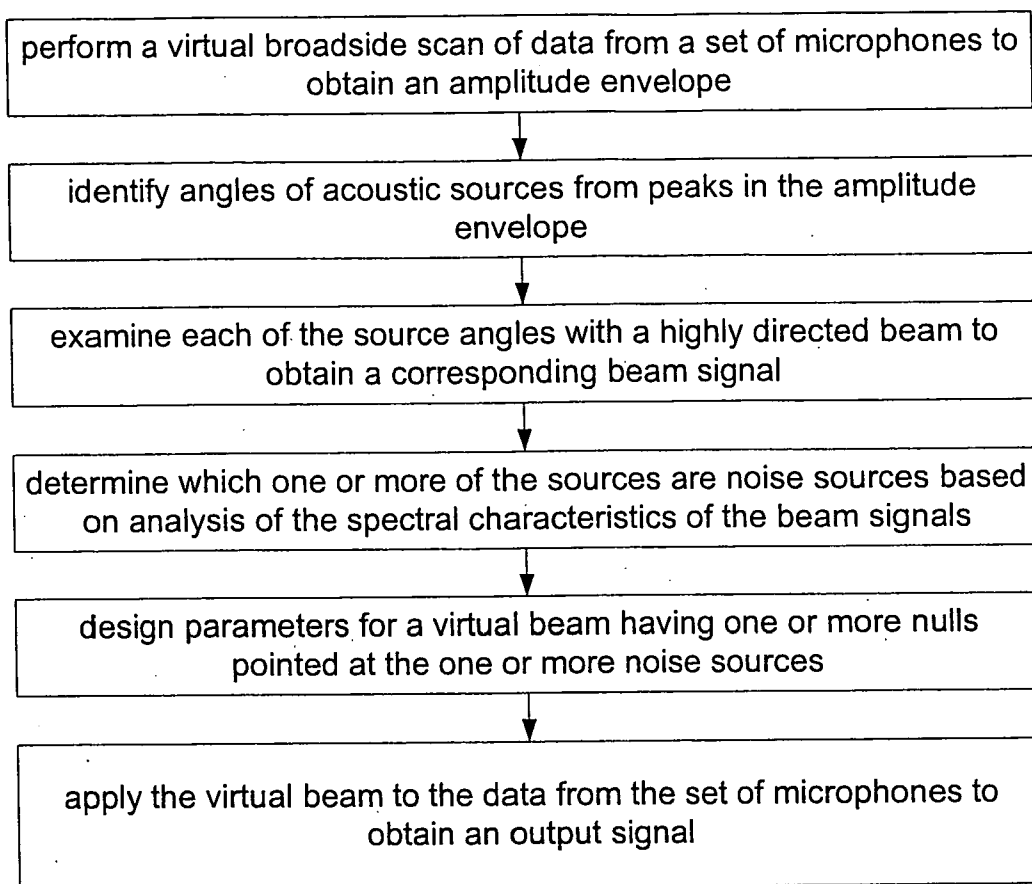 perform a virtual broadside scan of data from a set of microphones to
obtain an amplitude envelope
identify angles of acoustic sources from peaks in the amplitude
envelope
examine each of the source angles with a highly directed beam to
obtain a corresponding beam signal
determine which one or more of the sources are noise sources based
on analysis of the spectral characteristics of the beam signals
design parameters for a virtual beam having one or more nulls
pointed at the one or more noise sources
apply the virtual beam to the data from the set of microphones to
obtain an output signal